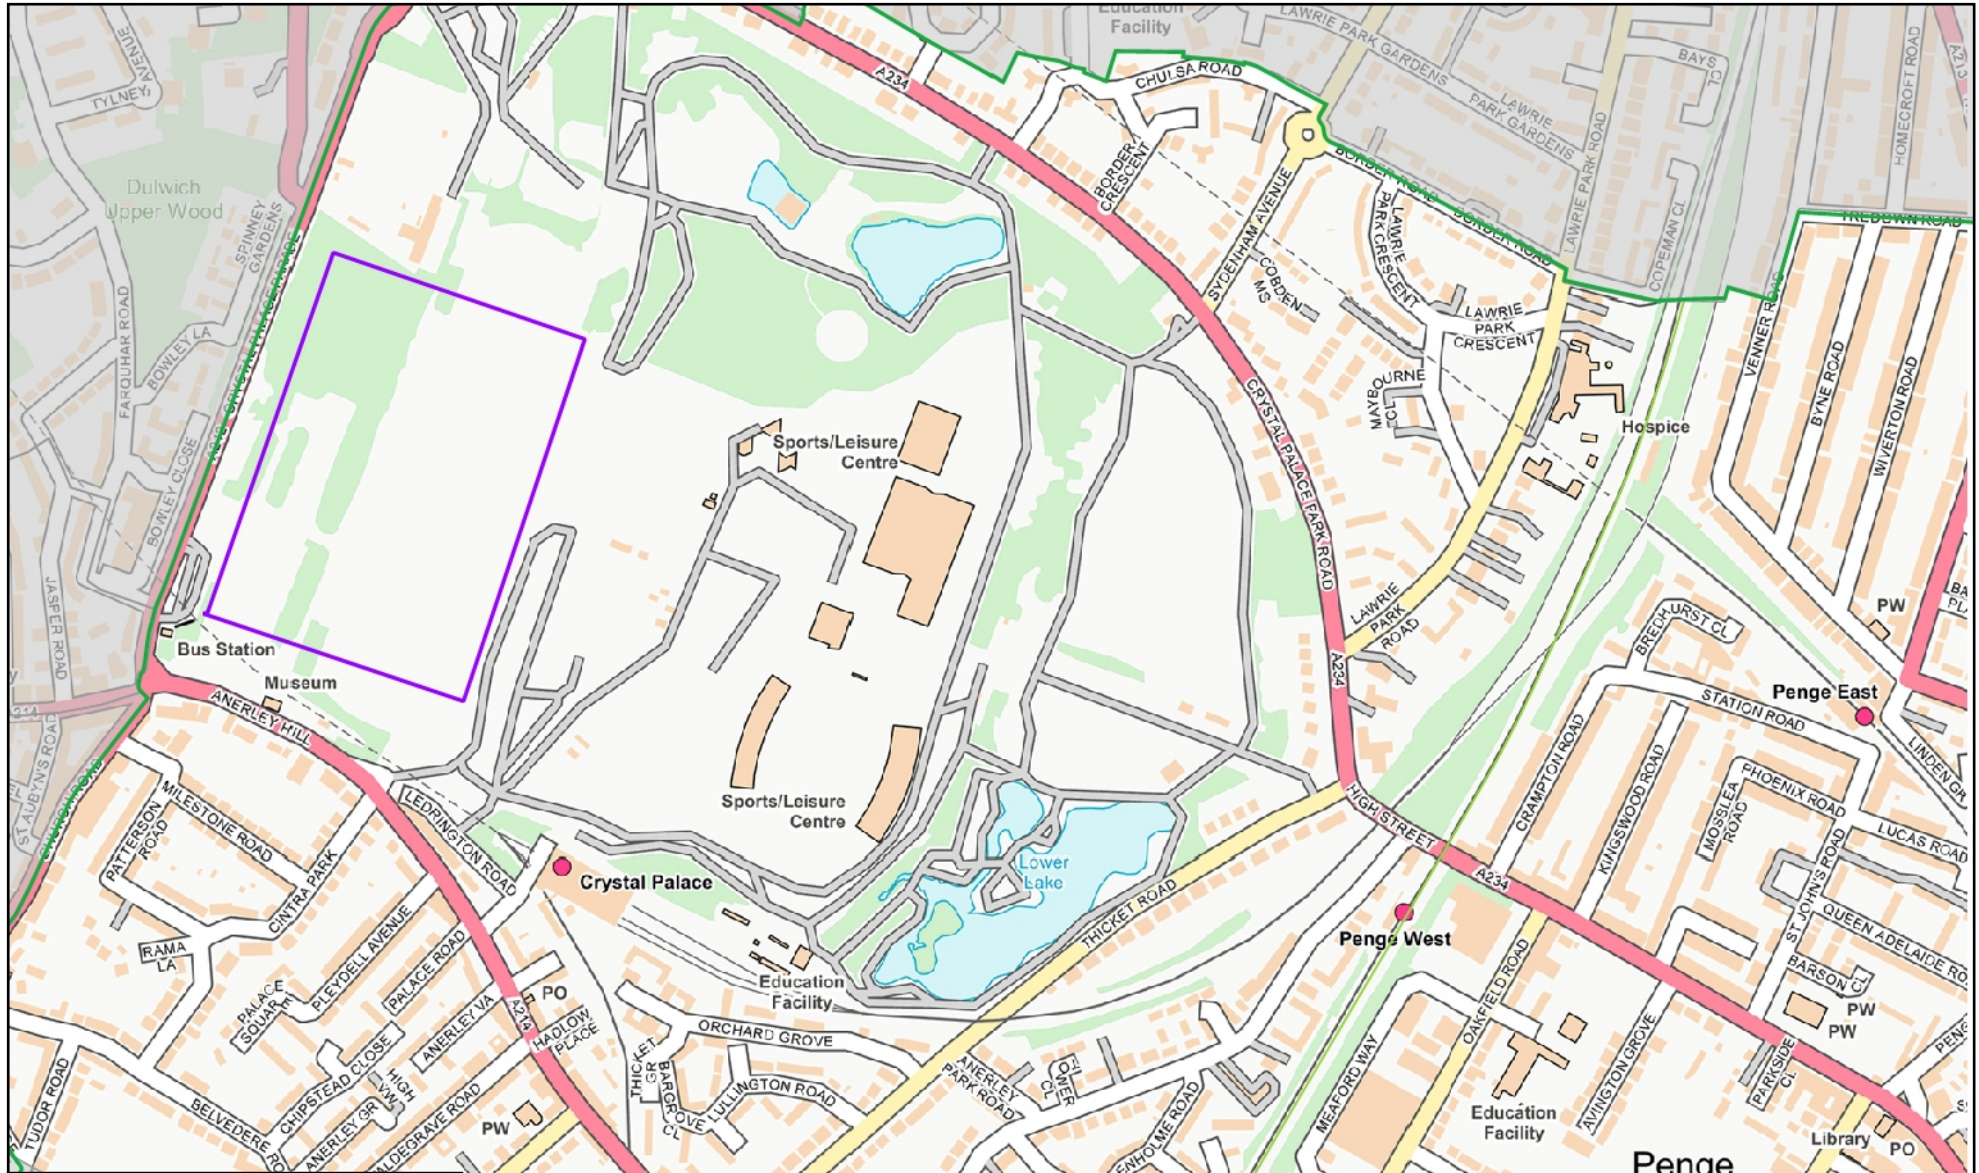 Education
Facility
LAWRIE PARK GARDENS
BAYS CL
HOMECROFT ROAD
TYLNEY
AVENUE
A234
CHULSA ROAD
LAWRIE
PARK GARDENS
LAWRIE PARK ROAD
BORDER
CRESCENT
BORDER ROAD
BORDER ROAD
Dulwich
Upper Wood
SPINNEY
GARDENS
SYDENHAM AVENUE
LAWRIE
PARK CRESCENT
COPEMAN CL
TREDOWN ROAD
COBDEN
MS
FARQUHAR ROAD
BOWLEY LA
LAWRIE
PARK
CRESCENT
VENNER ROAD
BYNE ROAD
WIVERTON ROAD
MAYBOURNE
CL
CRYSTAL PALACE PARK ROAD
Hospice
Sports/Leisure
Centre
BOWLEY CLOSE
JASPER ROAD
LAWRIE
PARK
ROAD
BREDHURST CL
PW
Bus Station
Museum
ANERLEY HILL
A234
Penge East
STATION ROAD
LINDEN GR
ST AUBYN'S ROAD
CHURCH ROAD
MILESTONE ROAD
PATTERSON
ROAD
LEDRINGTON ROAD
CINTRA PARK
Sports/Leisure
Centre
HIGH STREET
CRAMPTON ROAD
KINGSWOOD ROAD
MOSSLEA
ROAD
PHOENIX ROAD
LUCAS ROAD
Crystal Palace
Lower
Lake
A234
THICKET ROAD
Penge West
ST JOHN'S ROAD
QUEEN ADELAIDE RO
RAMA
LA
PLEYDELL AVENUE
PALACE ROAD
PALACE
SQUARE
Education
Facility
OAKFIELD ROAD
BARSON CL
PW
PW
PO
A214
ANERLEY VA
HADLOW
PLACE
ORCHARD GROVE
CHIPSTEAD CLOSE
THICKET
GR
BARGROVE
CL
LULLINGTON ROAD
ANERLEY
PARK ROAD
MEAFORD WAY
AVINGTON GROVE
PARKSIDE
CL
PENG
TUDOR ROAD
BELVEDERE RO
ANERLEY GR
HIGH
PW
Education
Facility
Library
PO
Penge